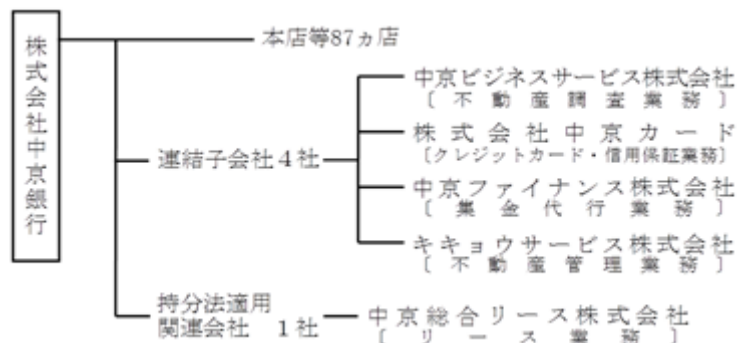 株式会社中京銀行
本店等87ヵ店
連結子会社4社
中京ビジネスサービス株式会社
〔不動産調査業務〕
株式会社中京カード
〔クレジットカード・信用保証業務〕
中京ファイナンス株式会社
〔集金代行業務〕
キキョウサービス株式会社
〔不動産管理業務〕
持分法適用
関連会社 1社
中京総合リース株式会社
〔リース業務〕